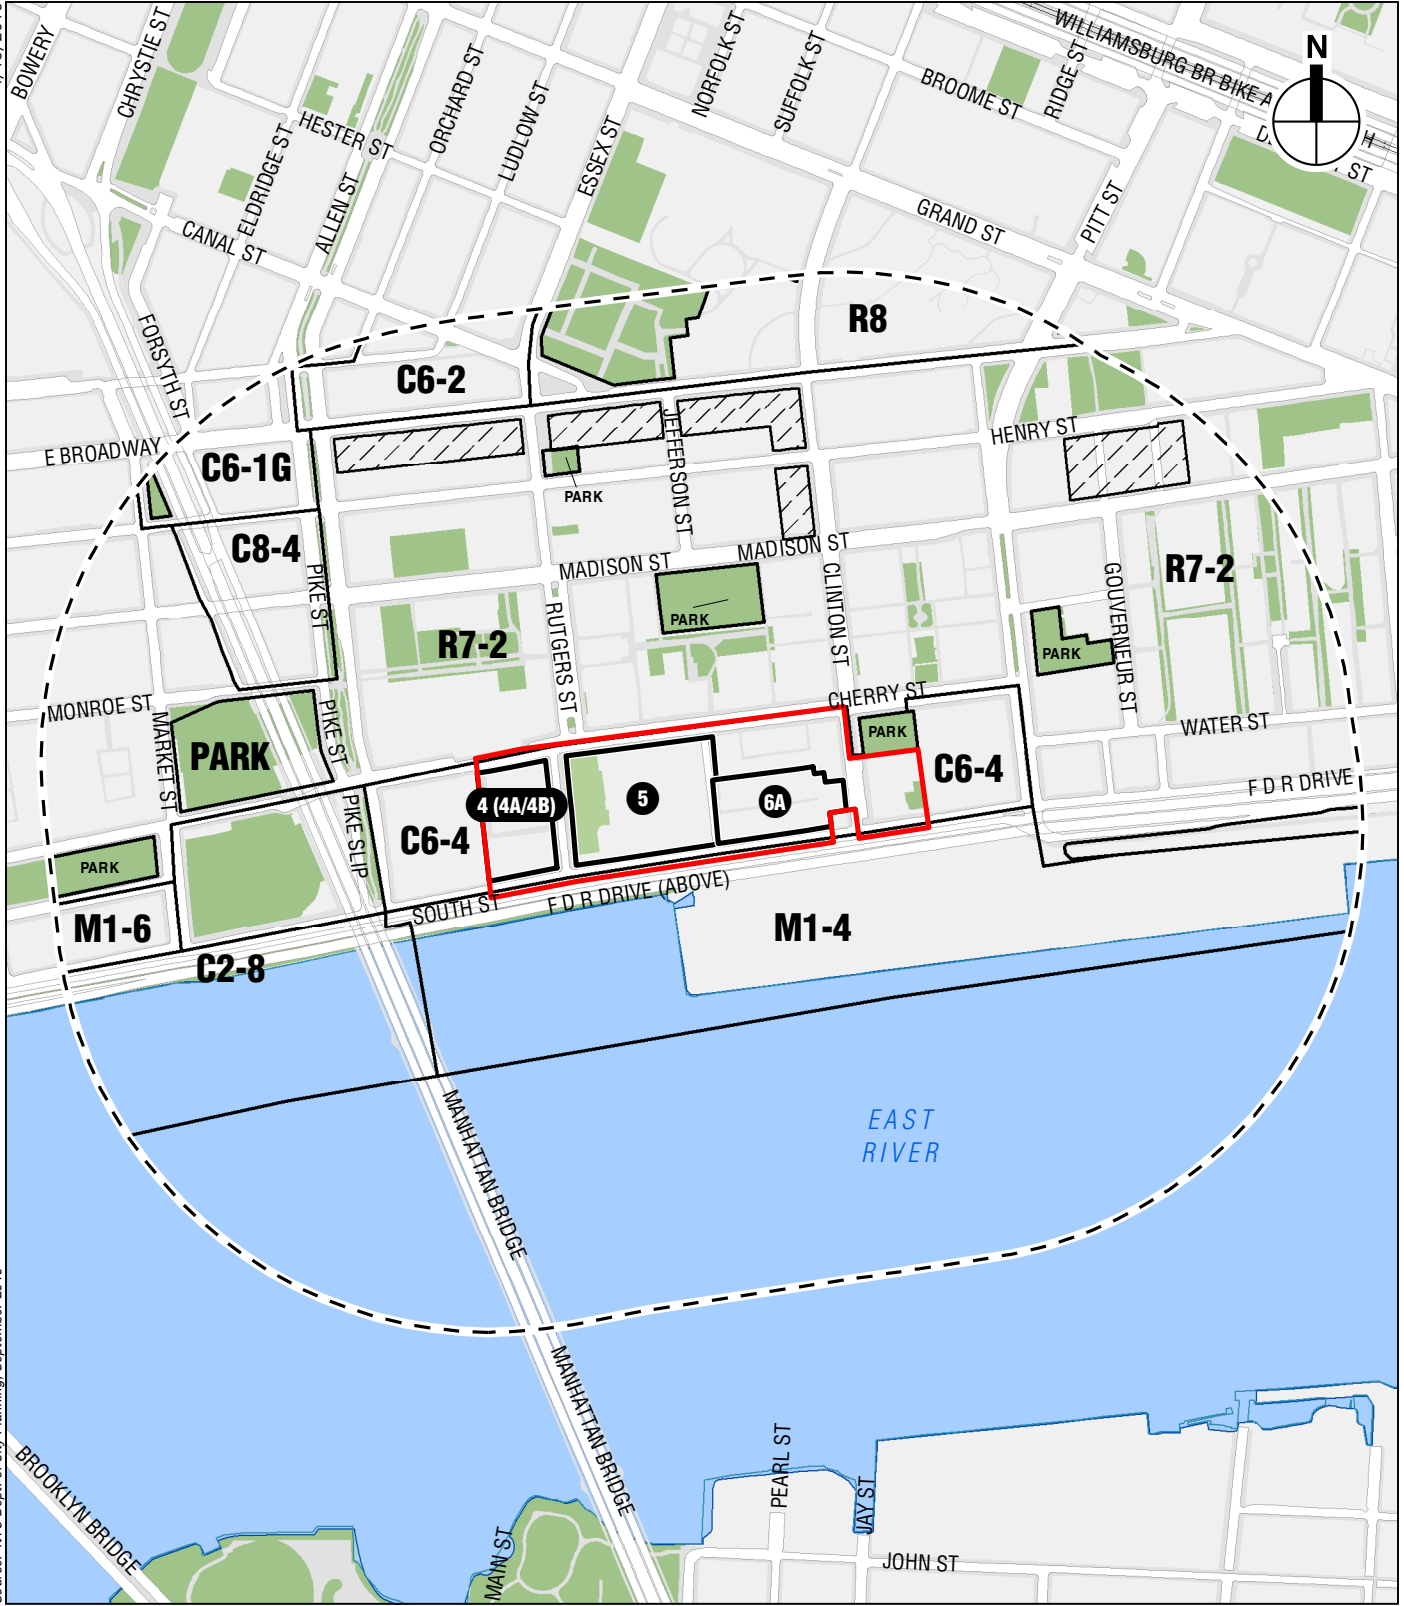 BOWERY
CHRYSTIE ST
ELDRIDGE ST
HESTER ST
ALLEN ST
ORCHARD ST
LUDLOW ST
ESSEX ST
NORFOLK ST
SUFFOLK ST
BROOME ST
RIDGE ST
WILLIAMSBURG BR BIKE
N
ST
PITT ST
GRAND ST
CANAL ST
FORSYTH ST
R8
C6-2
E BROADWAY
C6-1G
HENRY ST
JEFFERSON ST
PARK
C8-4
PIKE ST
MADISON ST
MADISON ST
CLINTON ST
R7-2
GOUVERNEUR ST
RUTGERS ST
PARK
R7-2
PARK
MONROE ST
MARKET ST
PIKE ST
CHERRY ST
WATER ST
PARK
PARK
C6-4
F D R DRIVE
4 (4A/4B)
5
6A
PIKE SLIP
C6-4
PARK
M1-6
SOUTH ST
F D R DRIVE (ABOVE)
M1-4
C2-8
EAST
RIVER
MANHATTAN BRIDGE
MANHATTAN BRIDGE
BROOKLYN BRIDGE
MAIN ST
PEARL ST
JAY ST
JOHN ST